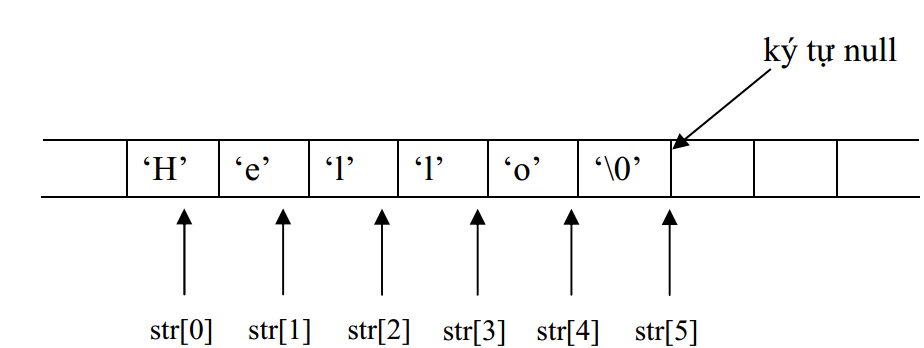 ký tự null
‘H’ ‘e’ ‘l’ ‘l’ ‘o’ ‘\0’
str[0] str[1] str[2] str[3] str[4] str[5]